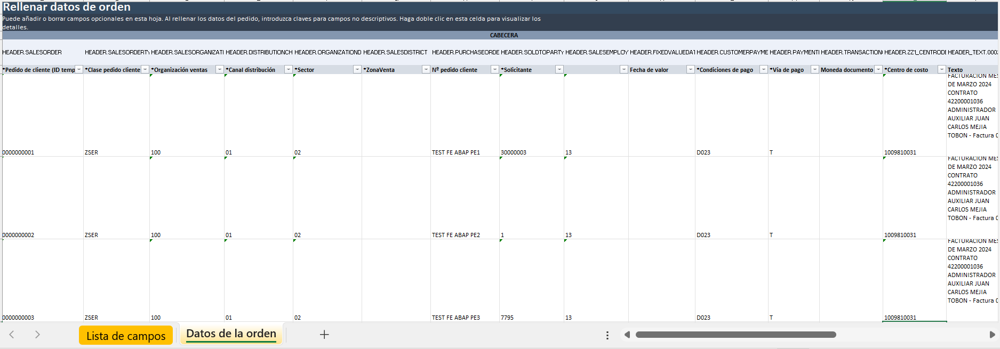 Rellenar datos de orden
Puede añadir o borrar campos opcionales en esta hoja. Al rellenar los datos del pedido, introduzca claves para campos no descriptivos. Haga doble clic en esta celda para visualizar los
detalles.
CABECERA
HEADER.SALESORDER HEADER.SALESORDERTY HEADER.SALESORGANIZATI HEADER.DISTRIBUTIONCH HEADER.ORGANIZATIOND HEADER.SALESDISTRICT HEADER.PURCHASEORDE HEADER.SOLDTOPARTY HEADER.SALESEMPLOY HEADER.FIXEDVALUEDAT HEADER.CUSTOMERPAYME HEADER.PAYMENTI HEADER.TRANSACTION HEADER.ZZ1_CENTRODE HEADER_TEXT.000
*Pedido de cliente (ID temp *Clase pedido cliente *Organización ventas *Canal distribución *Sector *ZonaVenta Nº pedido cliente *Solicitante Fecha de valor *Condiciones de pago *Vía de pago Moneda documento *Centro de costo Texto
FACTURACION MES
DE MARZO 2024
CONTRATO
42200001036
ADMINISTRADOR
AUXILIAR JUAN
CARLOS MEJIA
TOBON - Factura
0000000001 ZSER 100 01 02 TEST FE ABAP PE1 30000003 13 D023 T 1009810031
FACTURACION MES
DE MARZO 2024
CONTRATO
42200001036
ADMINISTRADOR
AUXILIAR JUAN
CARLOS MEJIA
TOBON - Factura
0000000002 ZSER 100 01 02 TEST FE ABAP PE2 1 13 D023 T 1009810031
FACTURACION MES
DE MARZO 2024
CONTRATO
42200001036
ADMINISTRADOR
AUXILIAR JUAN
CARLOS MEJIA
TOBON - Factura
0000000003 ZSER 100 01 02 TEST FE ABAP PE3 7795 13 D023 T 1009810031
Lista de campos Datos de la orden